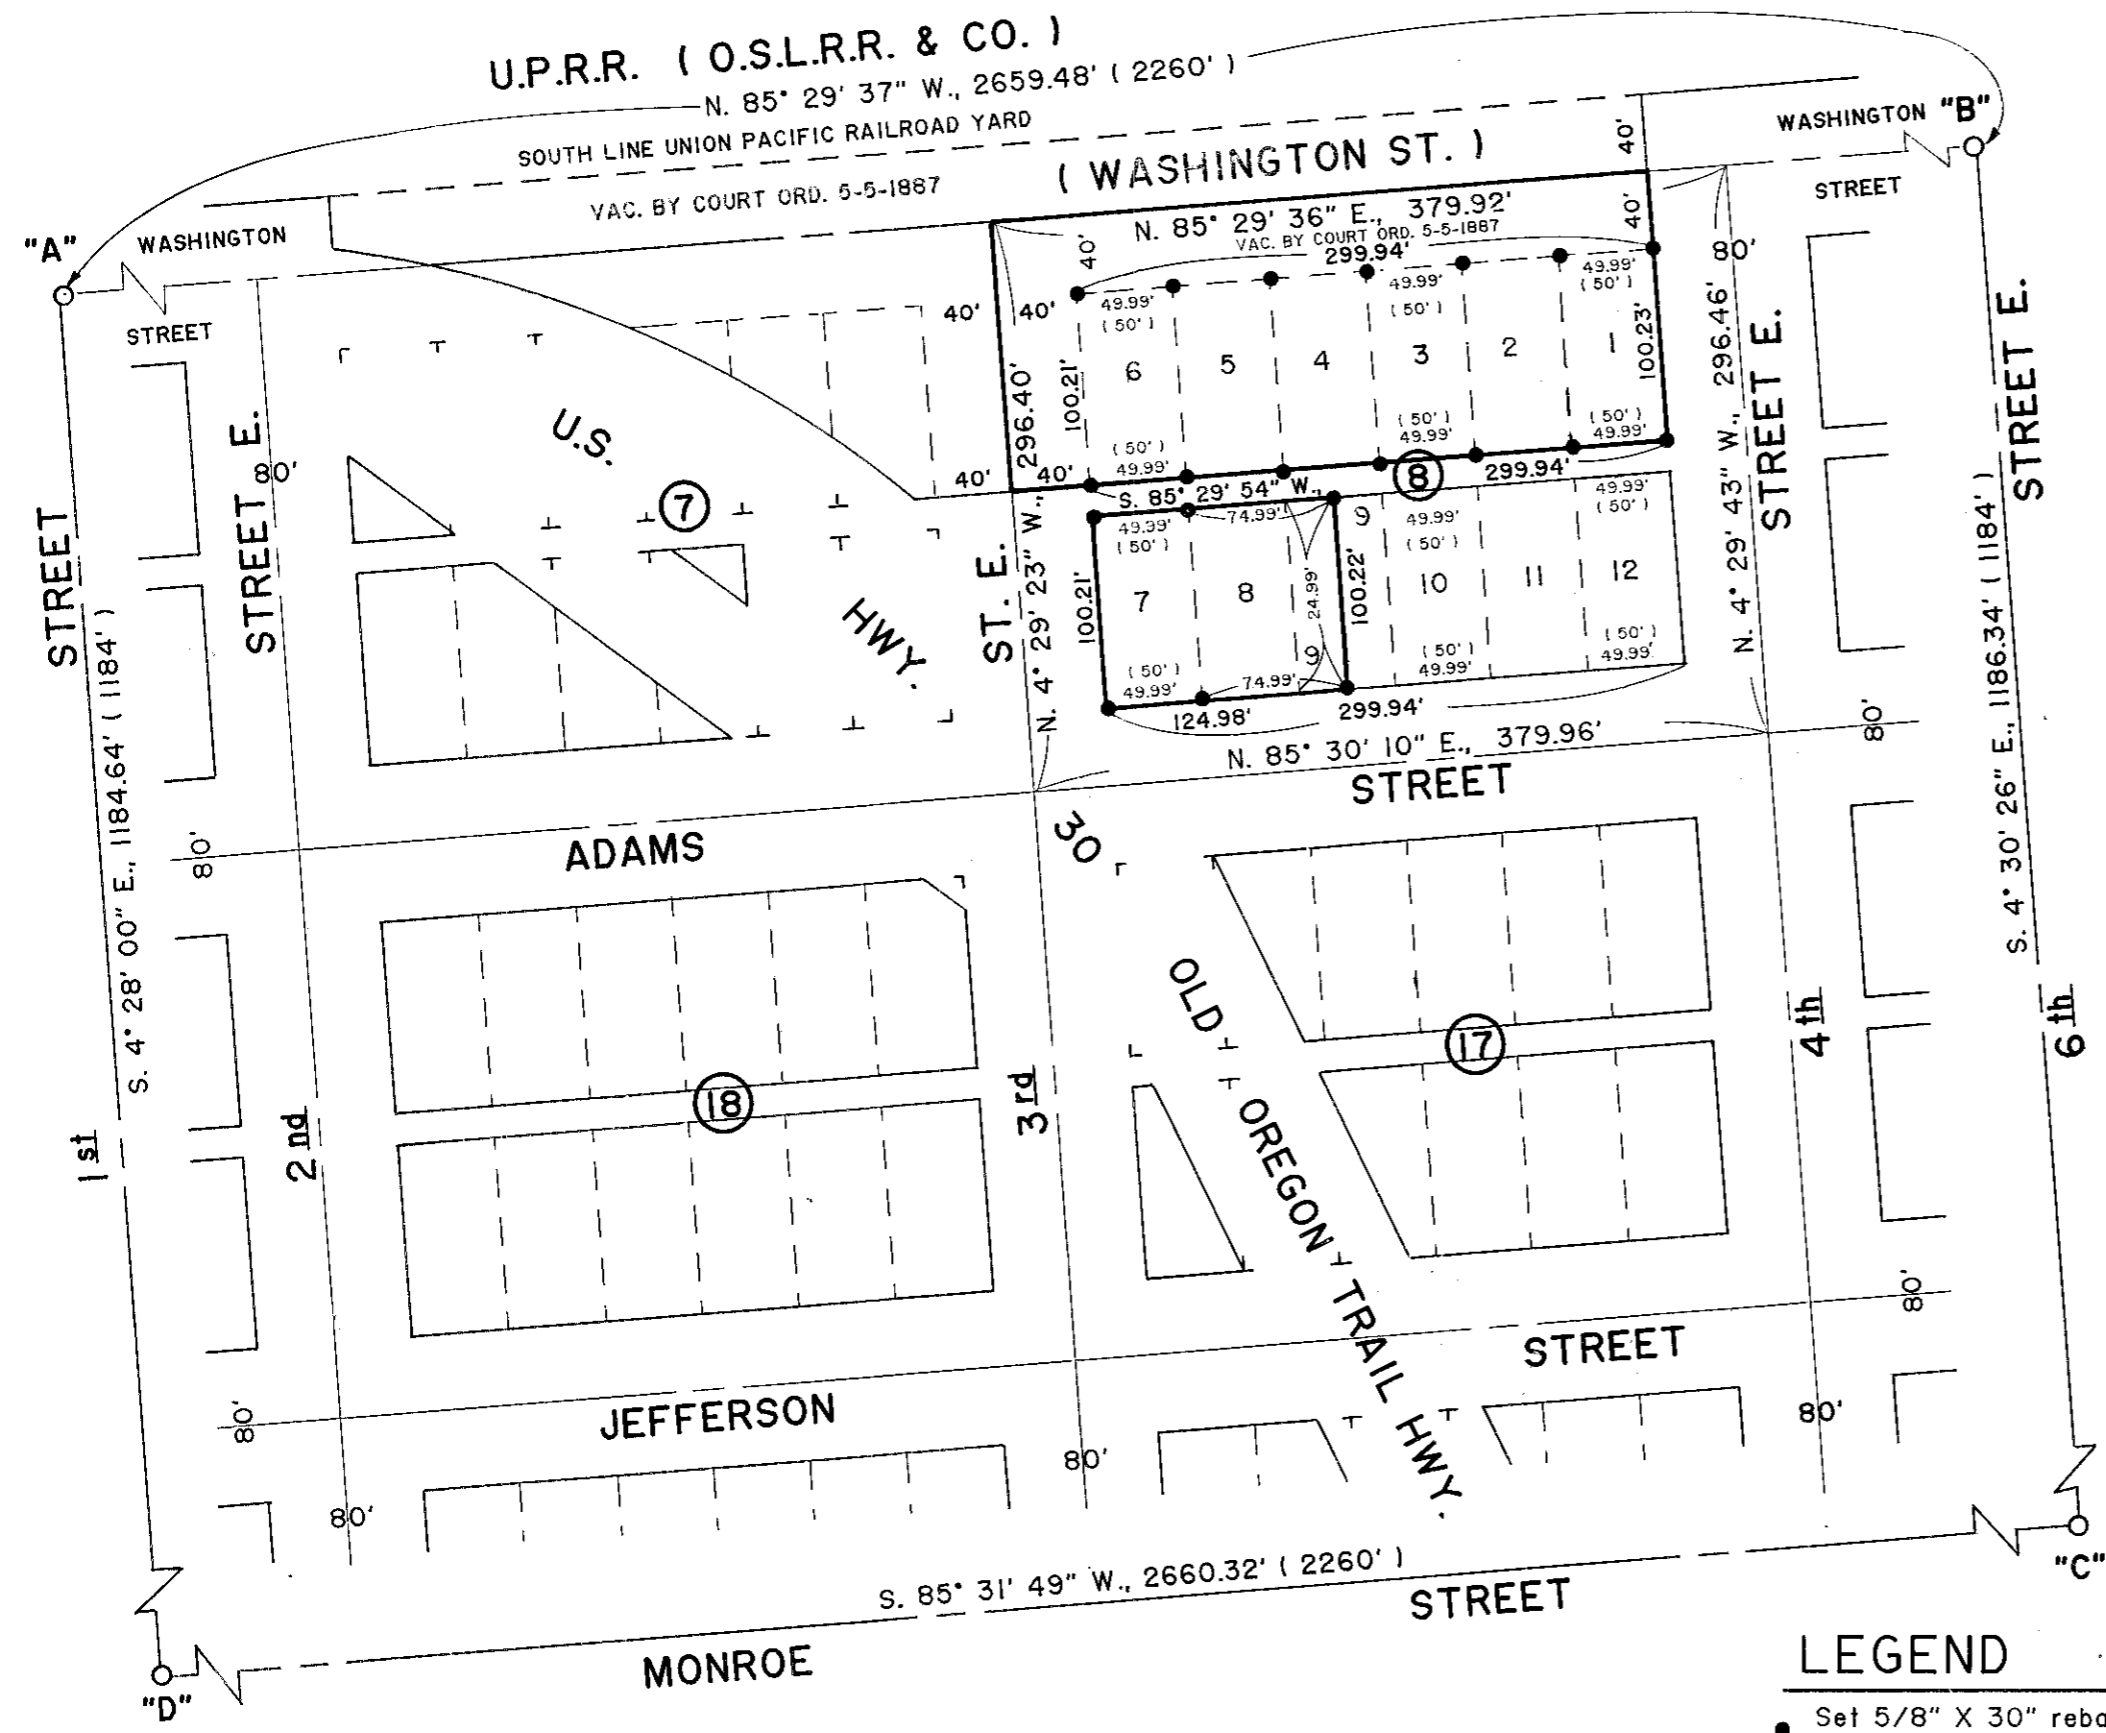 U.P.R.R. ( O.S.L.R.R. & CO. )
N. 85° 29' 37" W., 2659.48' ( 2260' )
SOUTH LINE UNION PACIFIC RAILROAD YARD
VAC. BY COURT ORD. 5-5-1887
( WASHINGTON ST. )
"A"
WASHINGTON
STREET
WASHINGTON
"B"
STREET
40'
40'
80'
N. 85° 29' 36" E., 379.92'
VAC. BY COURT ORD. 5-5-1887
299.94'
40'
40'
40'
49.99'
( 50' )
49.99'
( 50' )
49.99'
( 50' )
6
5
4
3
2
1
100.21'
100.23'
296.40'
296.46'
( 50' )
49.99'
( 50' )
49.99'
( 50' )
49.99'
40'
40'
8
299.94'
S. 85° 29' 54" W.,
49.99'
( 50' )
74.99'
9
49.99'
( 50' )
49.99'
( 50' )
7
8
24.99'
9
10
11
12
100.21'
100.22'
( 50' )
49.99'
74.99'
( 50' )
49.99'
( 50' )
49.99'
124.98'
299.94'
N. 85° 30' 10" E., 379.96'
N. 4° 29' 23" W.,
N. 4° 29' 43" W.,
U.S.
HWY.
30
7
80'
STREET
STREET E.
ST. E.
STREET E.
STREET E.
S. 4° 28' 00" E., 1184.64' ( 1184' )
S. 4° 30' 26" E., 1186.34' ( 1184' )
80'
ADAMS
STREET
80'
18
17
OLD OREGON TRAIL HWY.
1st
2nd
3rd
4th
6th
80'
JEFFERSON
STREET
80'
80'
80'
80'
S. 85° 31' 49" W., 2660.32' ( 2260' )
MONROE
STREET
"D"
"C"
LEGEND
Set 5/8" X 30"